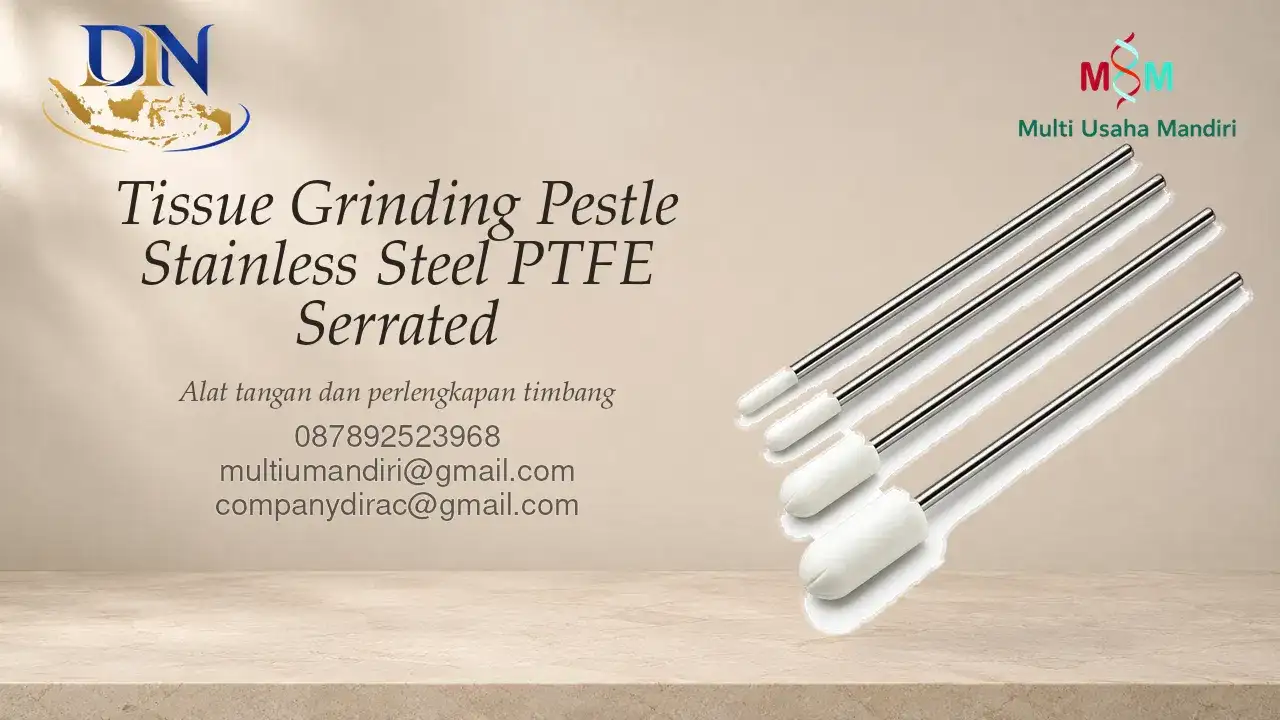 DIN
M M
Multi Usaha Mandiri
Tissue Grinding Pestle
Stainless Steel PTFE
Serrated
Alat tangan dan perlengkapan timbang
087892523968
multiumandiri@gmail.com
companydirac@gmail.com